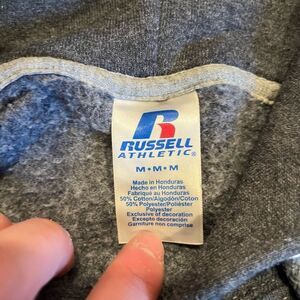 R
RUSSELL
ATHLETIC®
M • M • M
Made in Honduras
Hecho en Honduras
Fabriqué au Honduras
50% Cotton/Algodón/Coton
50% Polyester/Poliéster
Polyester
Exclusive of decoration
Excepto decoración
Garniture non comprise